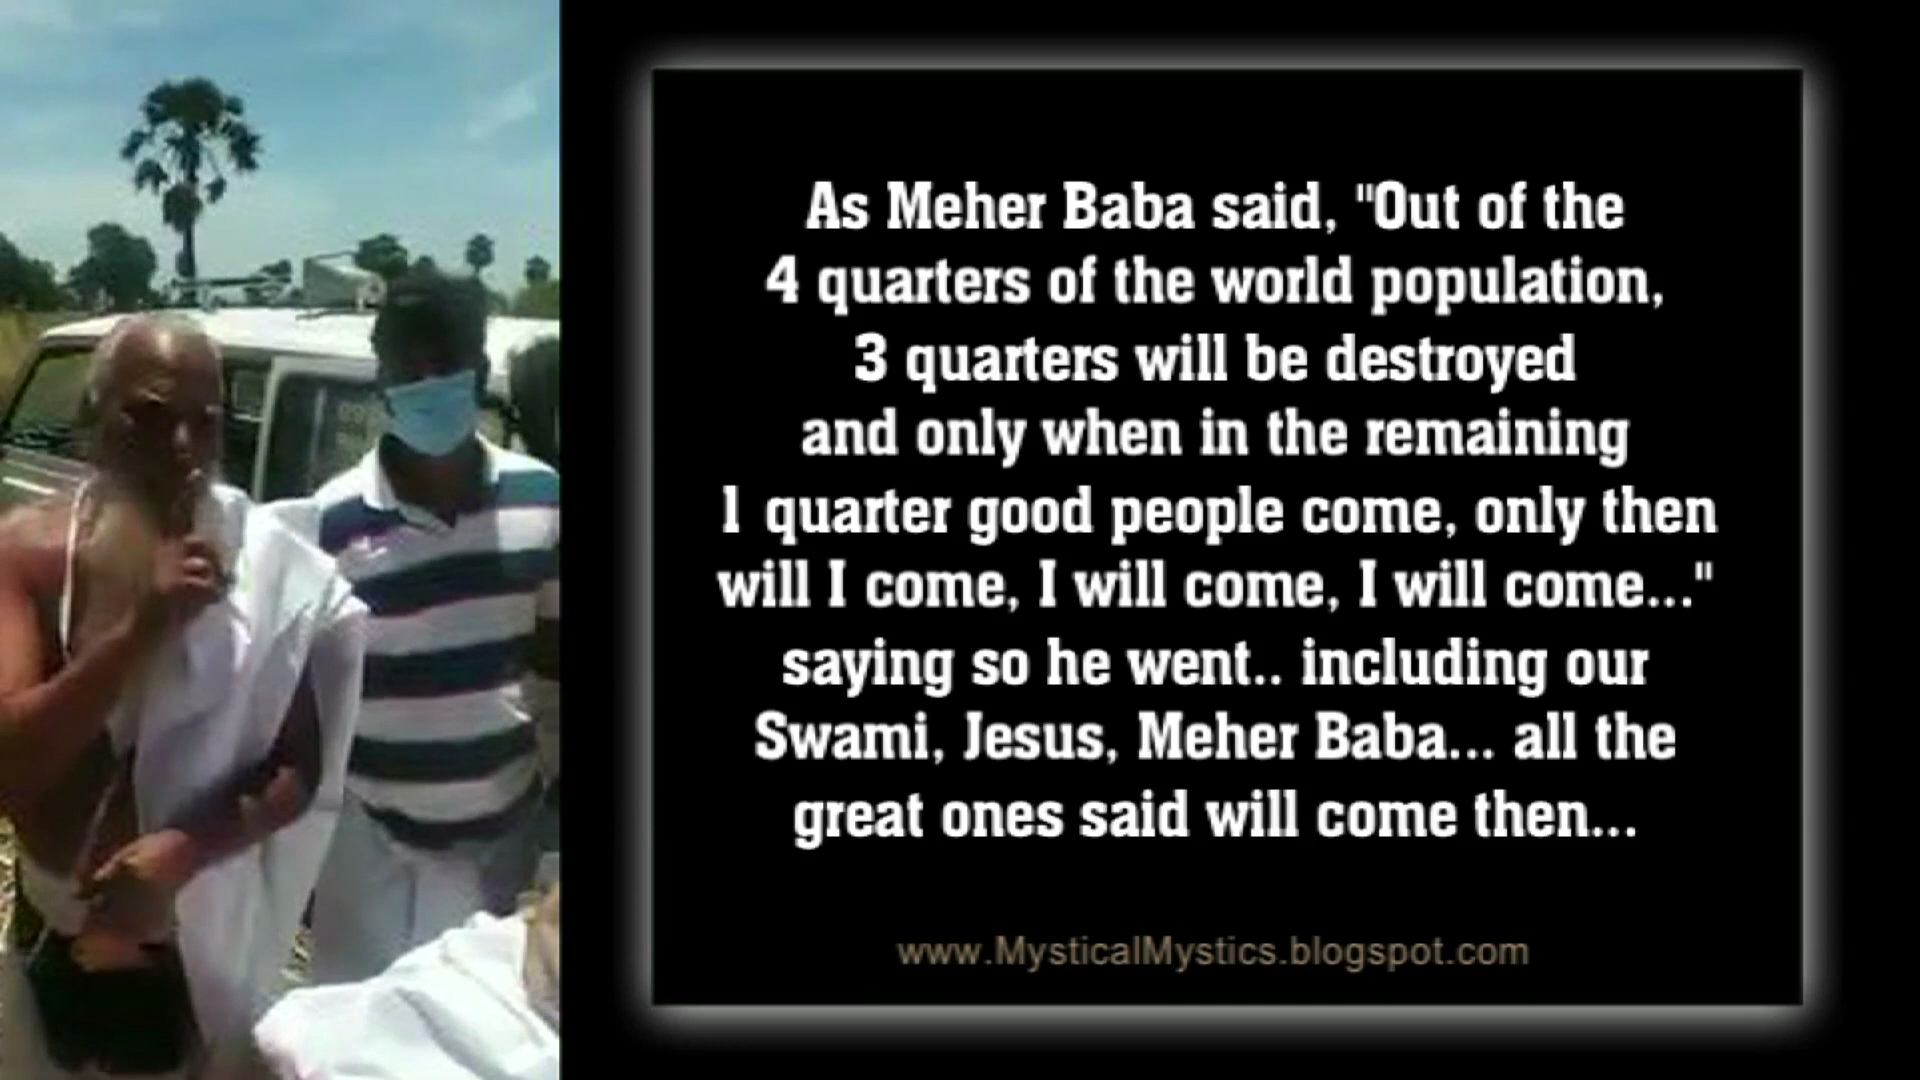 As Meher Baba said, "Out of the
4 quarters of the world population,
3 quarters will be destroyed
and only when in the remaining
1 quarter good people come, only then
will I come, I will come, I will come..."
saying so he went.. including our
Swami, Jesus, Meher Baba... all the
great ones said will come then...
www.MysticalMystics.blogspot.com